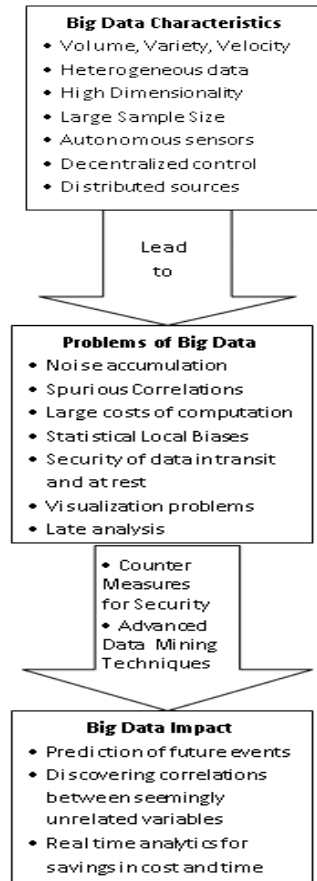 Big Data Characteristics
• Volume, Variety, Velocity
• Heterogeneous data
• High Dimensionality
• Large Sample Size
• Autonomous sensors
• Decentralized control
• Distributed sources
Lead
to
Problems of Big Data
• Noise accumulation
• Spurious Correlations
• Large costs of computation
• Statistical Local Biases
• Security of data in transit
and at rest
• Visualization problems
• Late analysis
• Counter
Measures
for Security
• Advanced
Data Mining
Techniques
Big Data Impact
• Prediction of future events
• Discovering correlations
between seemingly
unrelated variables
• Real time analytics for
savings in cost and time